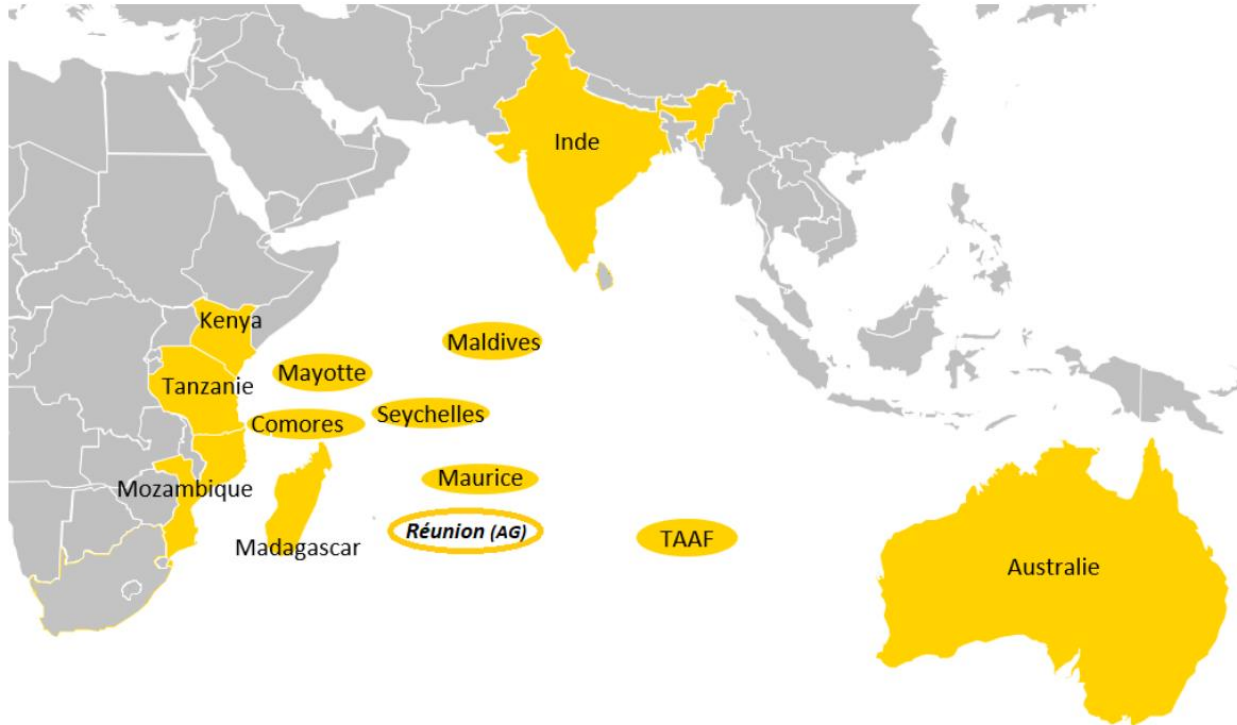 Inde
Kenya
Maldives
Tanzanie
Mayotte
Comores
Seychelles
Maurice
Mozambique
Réunion (AG)
Madagascar
TAAF
Australie